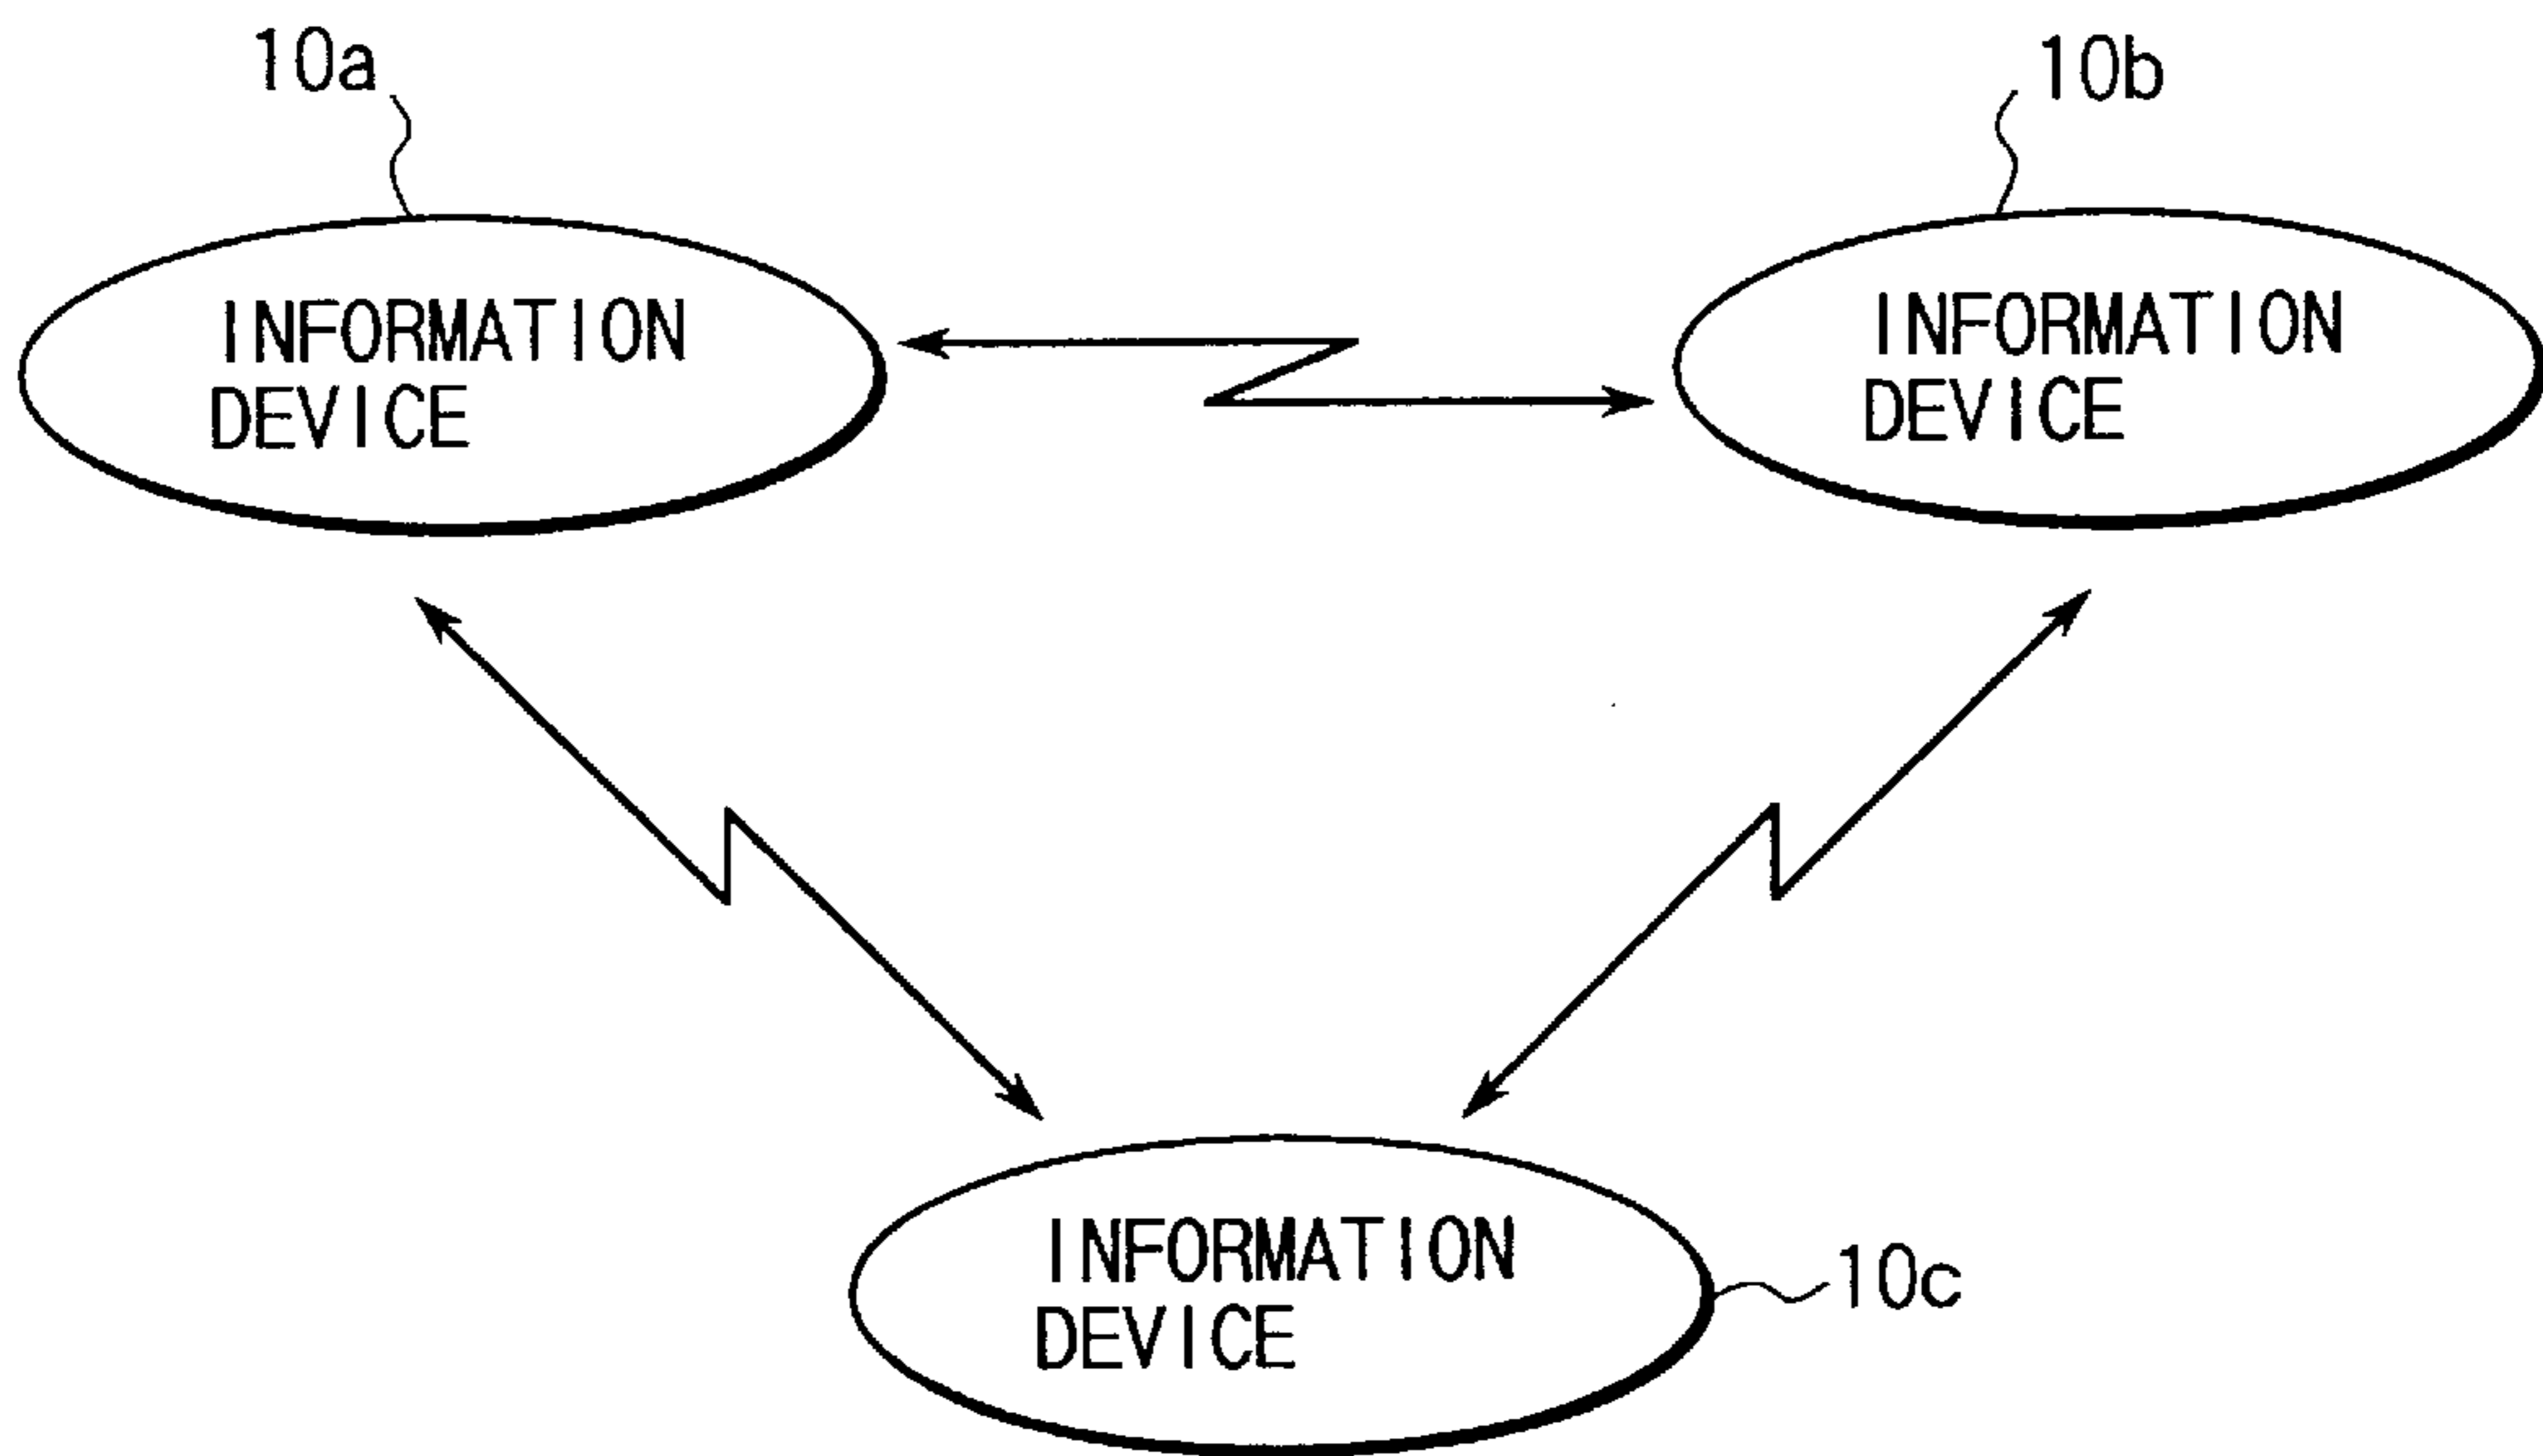 10a
10b
INFORMATION
DEVICE
INFORMATION
DEVICE
INFORMATION
DEVICE
10c